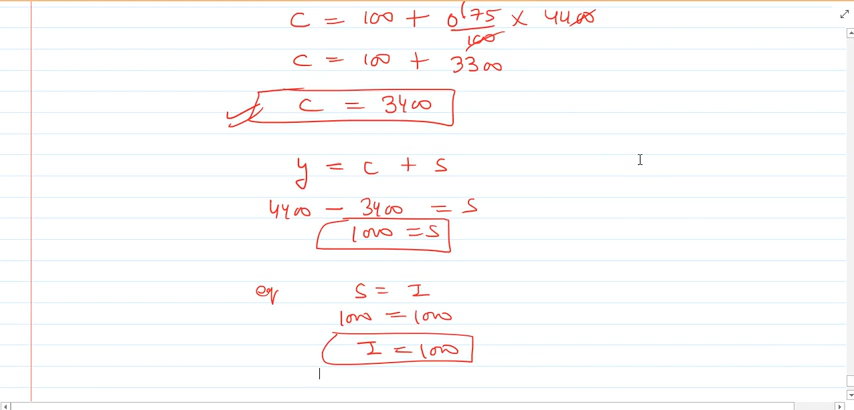 C = 100 + 0.75/100 × 4400
C = 100 + 3300
C = 3400
y = C + S
4400 - 3400 = S
1000 = S
eq S = I
1000 = 1000
I = 1000